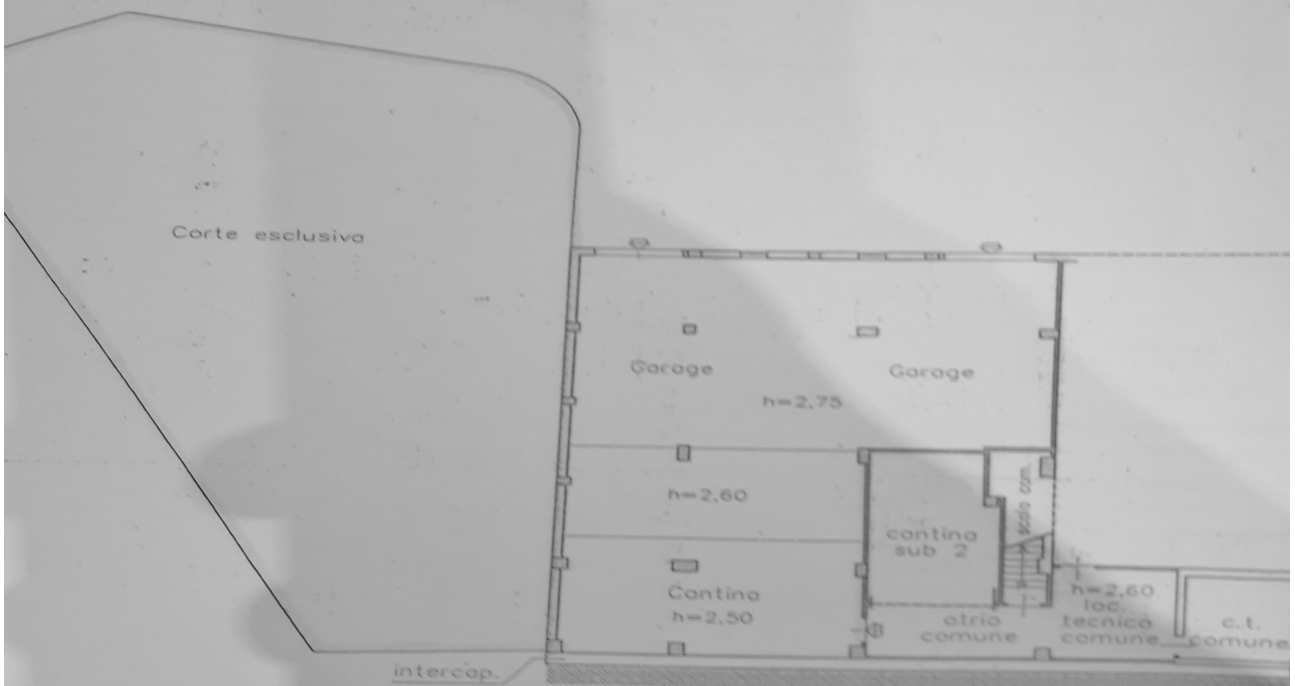 Corte esclusiva
Garage
Garage
h=2,75
h=2,60
scala com.
cantina
sub 2
Cantina
h=2,50
h=2,60
loc.
tecnico
comune
atrio
comune
c.t.
comune
intercap.